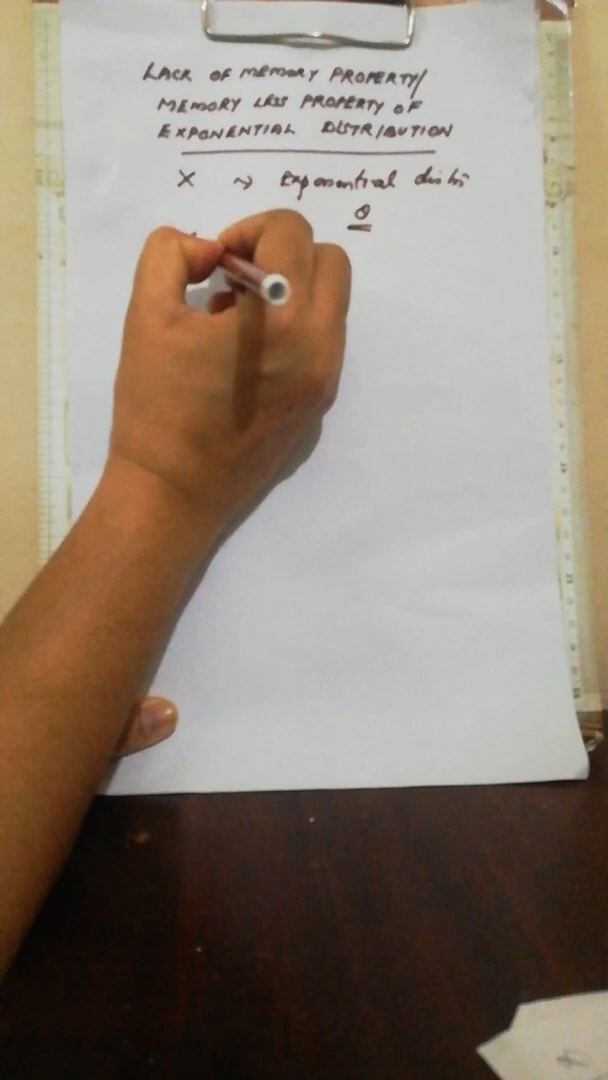 LACK OF MEMORY PROPERTY/
MEMORY LESS PROPERTY OF
EXPONENTIAL DISTRIBUTION
X ~ Exponential distri
θ